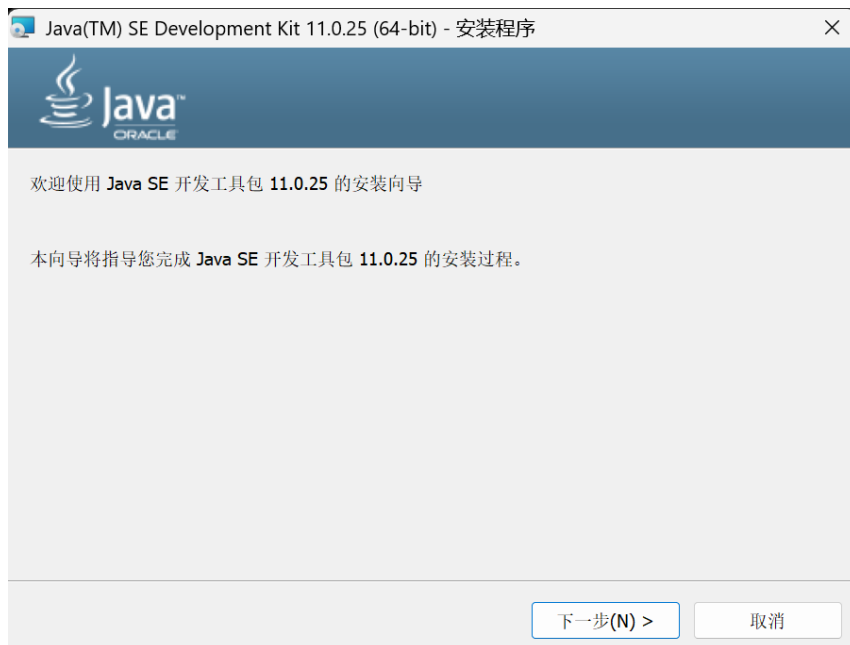 Java(TM) SE Development Kit 11.0.25 (64-bit) - 安装程序
Java™
ORACLE
欢迎使用 Java SE 开发工具包 11.0.25 的安装向导
本向导将指导您完成 Java SE 开发工具包 11.0.25 的安装过程。
下一步(N) >
取消